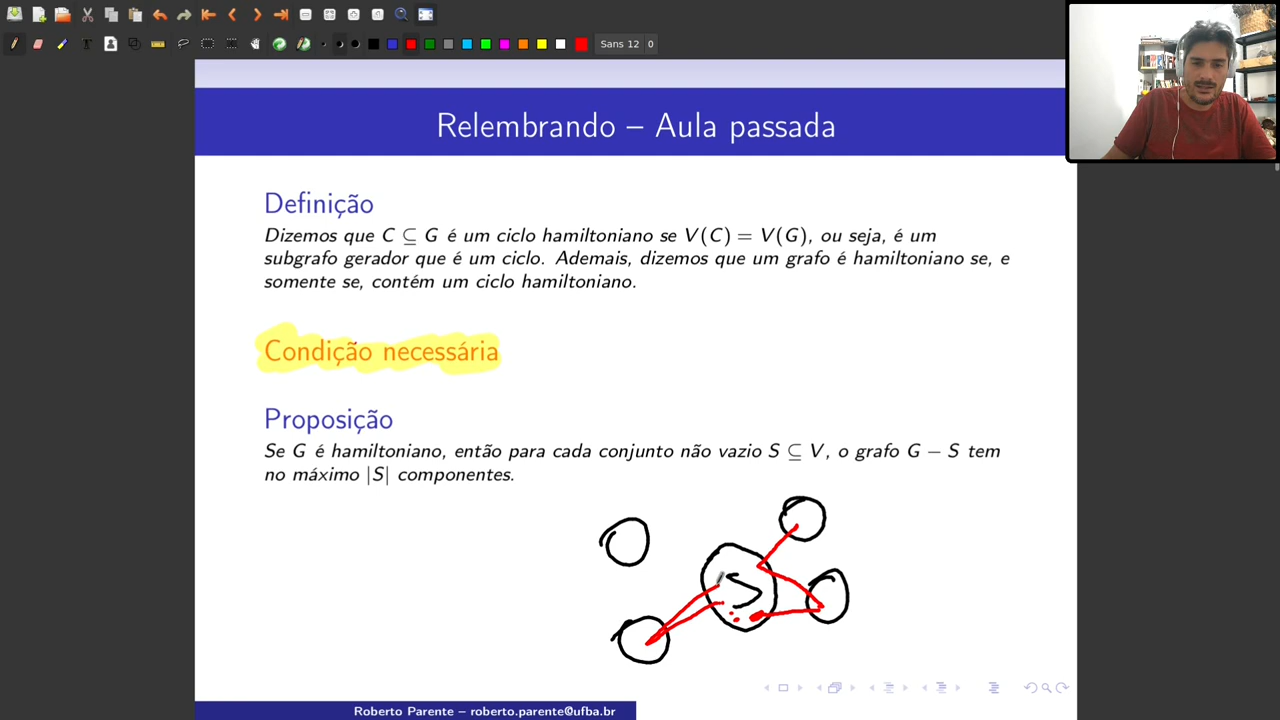 Sans 12 0
Relembrando – Aula passada
Definição
Dizemos que C ⊆ G é um ciclo hamiltoniano se V(C) = V(G), ou seja, é um
subgrafo gerador que é um ciclo. Ademais, dizemos que um grafo é hamiltoniano se, e
somente se, contém um ciclo hamiltoniano.
Condição necessária
Proposição
Se G é hamiltoniano, então para cada conjunto não vazio S ⊆ V, o grafo G − S tem
no máximo |S| componentes.
Roberto Parente – roberto.parente@ufba.br